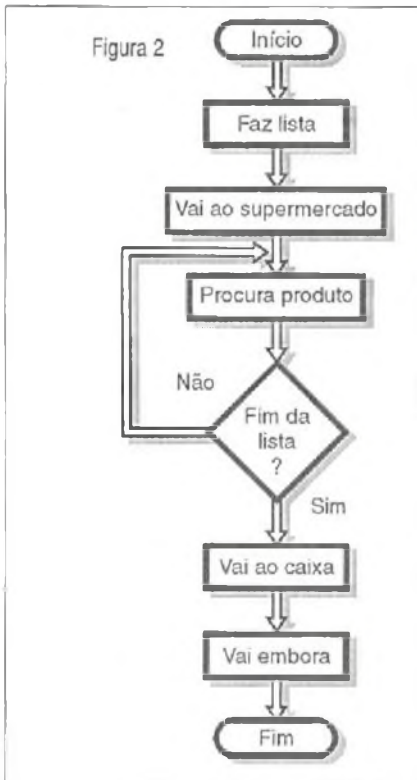 Figura 2
Início
Faz lista
Vai ao supermercado
Procura produto
Não
Fim da
lista
?
Sim
Vai ao caixa
Vai embora
Fim